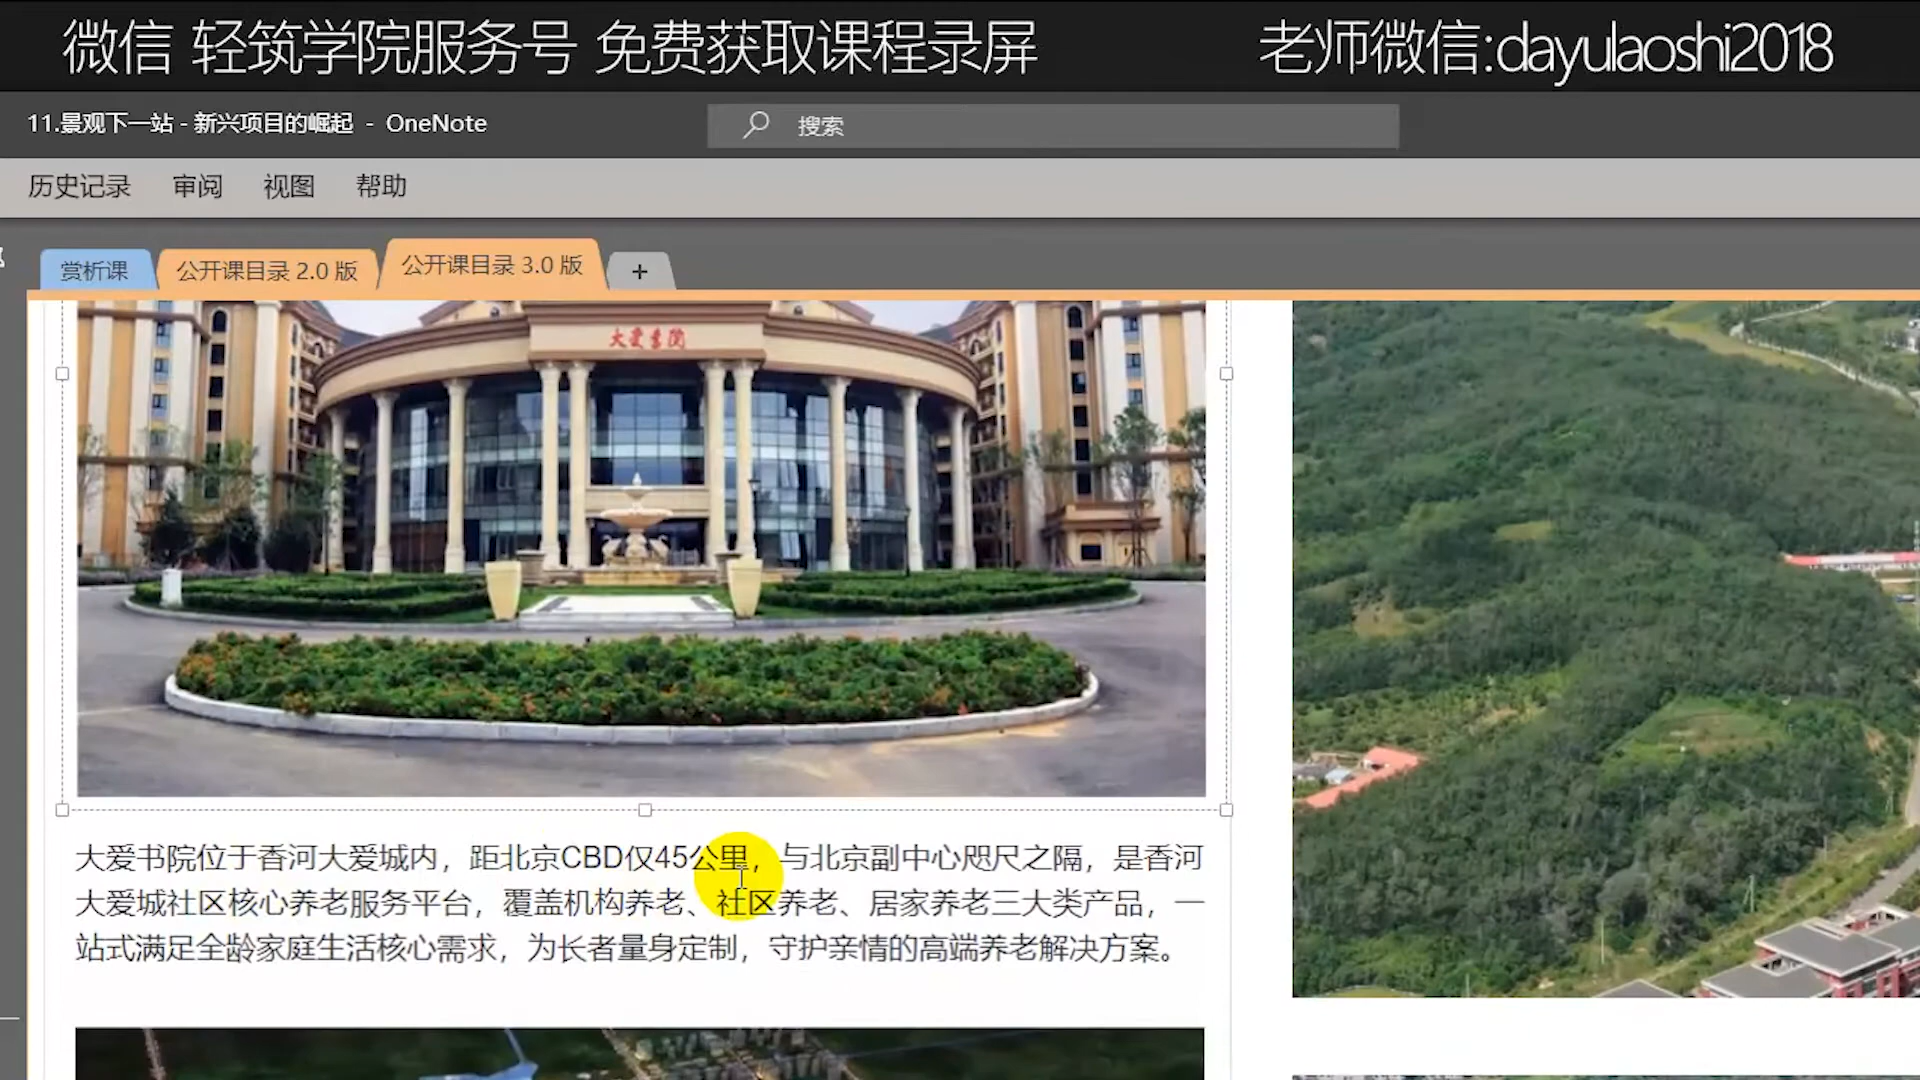 微信 轻筑学院服务号 免费获取课程录屏
老师微信:dayulaoshi2018
11.景观下一站 - 新兴项目的崛起 - OneNote
搜索
历史记录 审阅 视图 帮助
赏析课
公开课目录 2.0 版
公开课目录 3.0 版
+
大爱书院
大爱书院位于香河大爱城内，距北京CBD仅45公里，与北京副中心咫尺之隔，是香河
大爱城社区核心养老服务平台，覆盖机构养老、社区养老、居家养老三大类产品，一
站式满足全龄家庭生活核心需求，为长者量身定制，守护亲情的高端养老解决方案。